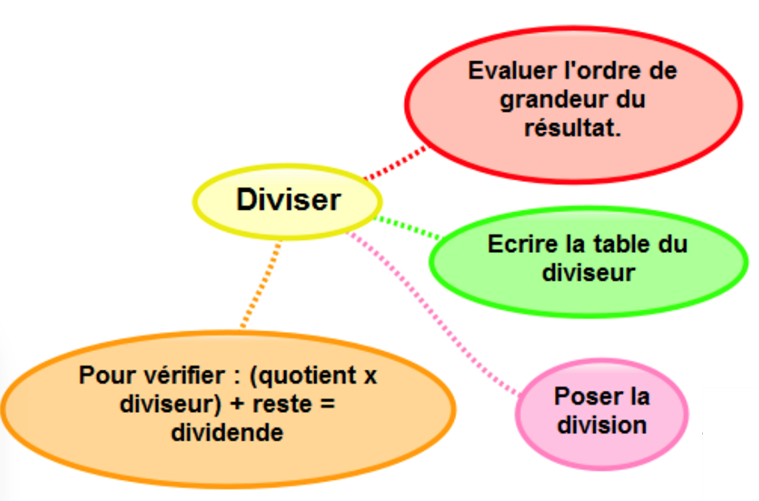 Diviser
Evaluer l'ordre de
grandeur du
résultat.
Ecrire la table du
diviseur
Poser la
division
Pour vérifier : (quotient x
diviseur) + reste =
dividende